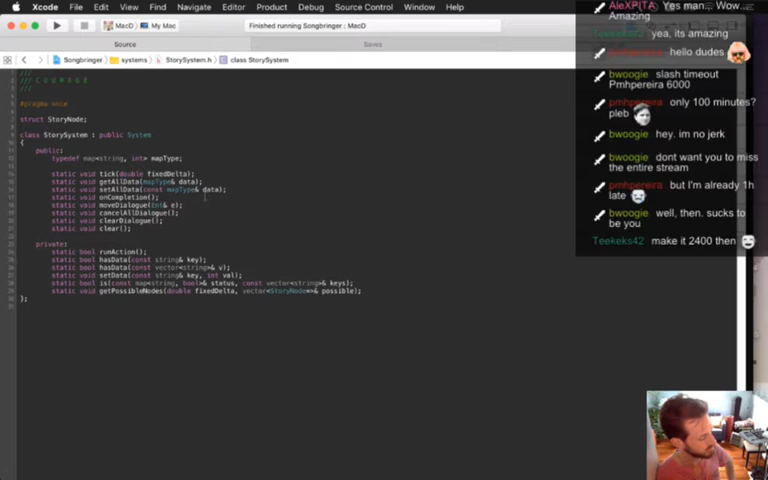 Xcode File Edit View Find Navigate Editor Product Debug Source Control Window Help
MacD My Mac
Finished running Songbringer : MacD
Source
Songbringer systems StorySystem.h class StorySystem
///
///
#pragma once
struct StoryNode;
class StorySystem : public System
{
public:
typedef map<string, int> mapType;
static void tick(double fixedDelta);
static void getAllData(mapType& data);
static void setAllData(const mapType& data);
static void onCompletion();
static void moveDialogue(Ent& e);
static void cancelAllDialogue();
static void clearDialogue();
static void clear();
private:
static bool runAction();
static bool hasData(const string& key);
static bool hasData(const vector<string>& v);
static void setData(const string& key, int val);
static bool is(const map<string, bool>& status, const vector<string>& keys);
static void getPossibleNodes(double fixedDelta, vector<StoryNode*>& possible);
};
AleXP(TA Yes man.. Wow..
Amazing
Teekeks42 yea, its amazing
pmhpereira hello dudes
bwoogie slash timeout
Pmhpereira 6000
pmhpereira only 100 minutes?
pleb
bwoogie hey. im no jerk
bwoogie dont want you to miss
the entire stream
pmhpereira but I'm already 1h
late
bwoogie well, then. sucks to
be you
Teekeks42 make it 2400 then